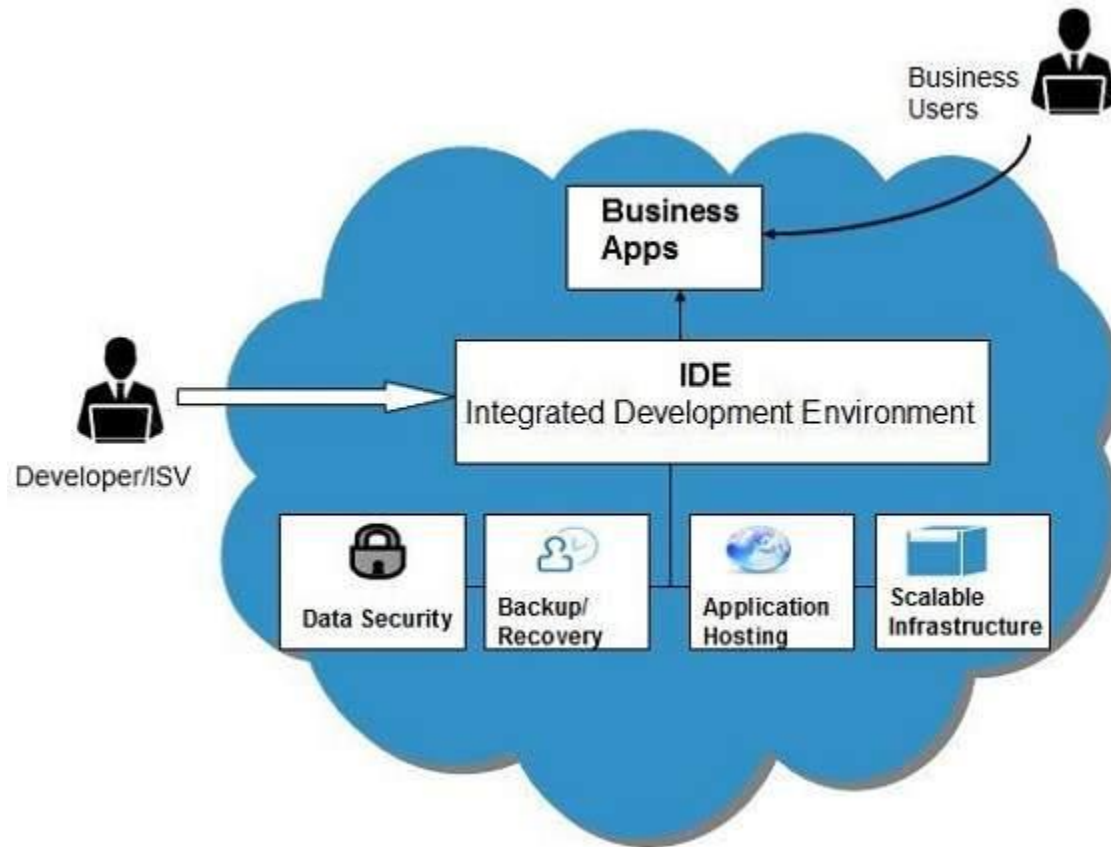 Business
Users
Business
Apps
IDE
Integrated Development Environment
Developer/ISV
Data Security
Backup/
Recovery
Application
Hosting
Scalable
Infrastructure